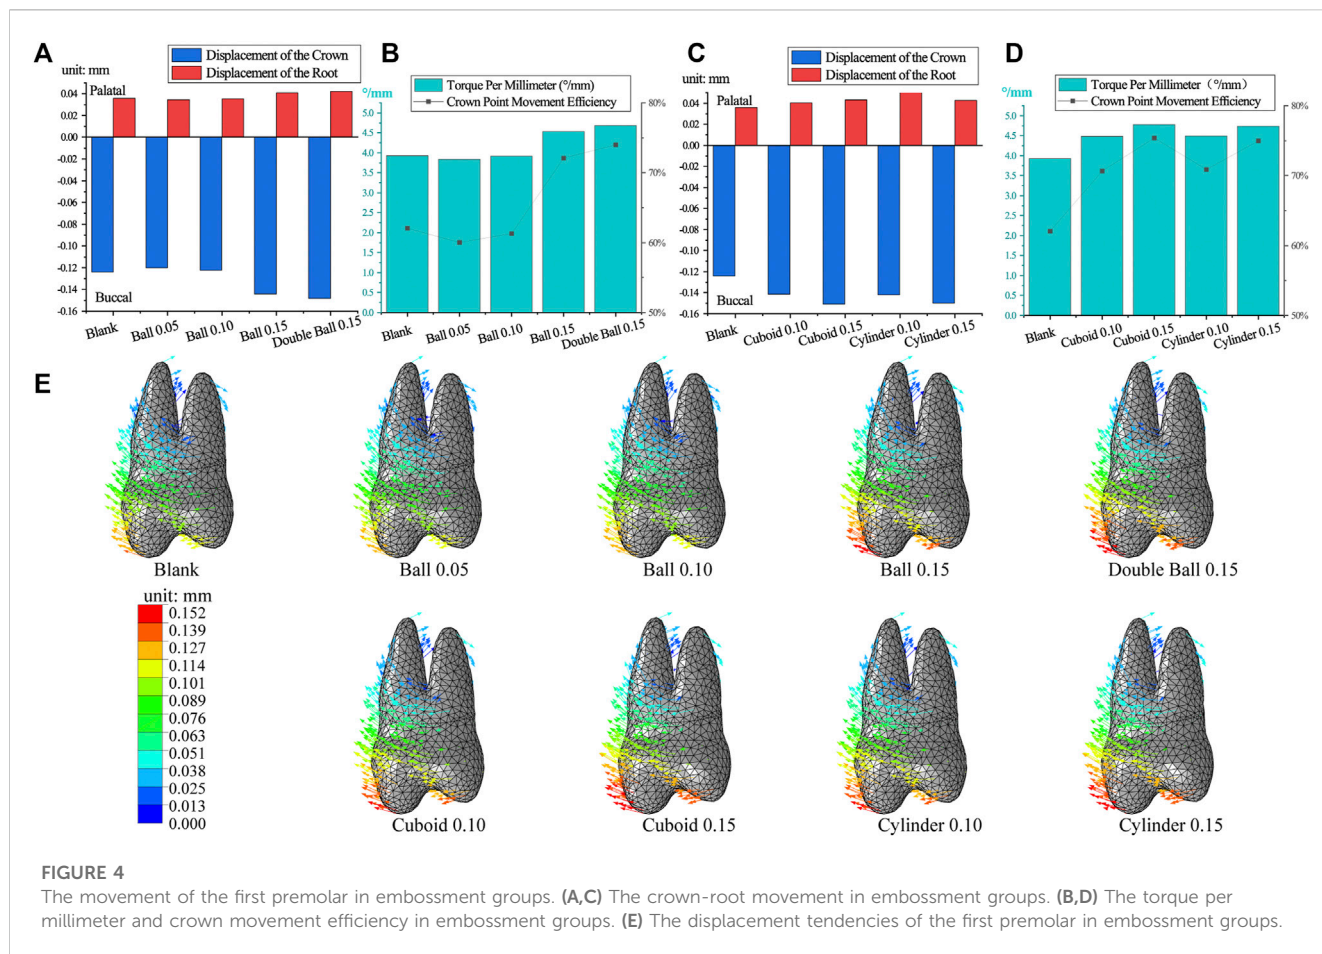 A
Displacement of the Crown
Displacement of the Root
unit: mm
Palatal
0.04
0.02
0.00
-0.02
-0.04
-0.06
-0.08
-0.10
-0.12
-0.14
-0.16
Buccal
Blank
Ball 0.05
Ball 0.10
Ball 0.15
Double Ball 0.15
B
Torque Per Millimeter (°/mm)
Crown Point Movement Efficiency
°/mm
5.0
4.5
4.0
3.5
3.0
2.5
2.0
1.5
1.0
0.5
0.0
80%
70%
60%
50%
Blank
Ball 0.05
Ball 0.10
Ball 0.15
Double Ball 0.15
C
Displacement of the Crown
Displacement of the Root
unit: mm
Palatal
0.04
0.02
0.00
-0.02
-0.04
-0.06
-0.08
-0.10
-0.12
-0.14
-0.16
Buccal
Blank
Cuboid 0.10
Cuboid 0.15
Cylinder 0.10
Cylinder 0.15
D
Torque Per Millimeter（°/mm）
Crown Point Movement Efficiency
°/mm
5.0
4.5
4.0
3.5
3.0
2.5
2.0
1.5
1.0
0.5
0.0
80%
70%
60%
50%
Blank
Cuboid 0.10
Cuboid 0.15
Cylinder 0.10
Cylinder 0.15
E
Blank
Ball 0.05
Ball 0.10
Ball 0.15
Double Ball 0.15
unit: mm
0.152
0.139
0.127
0.114
0.101
0.089
0.076
0.063
0.051
0.038
0.025
0.013
0.000
Cuboid 0.10
Cuboid 0.15
Cylinder 0.10
Cylinder 0.15
FIGURE 4
The movement of the first premolar in embossment groups. (A,C) The crown-root movement in embossment groups. (B,D) The torque per
millimeter and crown movement efficiency in embossment groups. (E) The displacement tendencies of the first premolar in embossment groups.